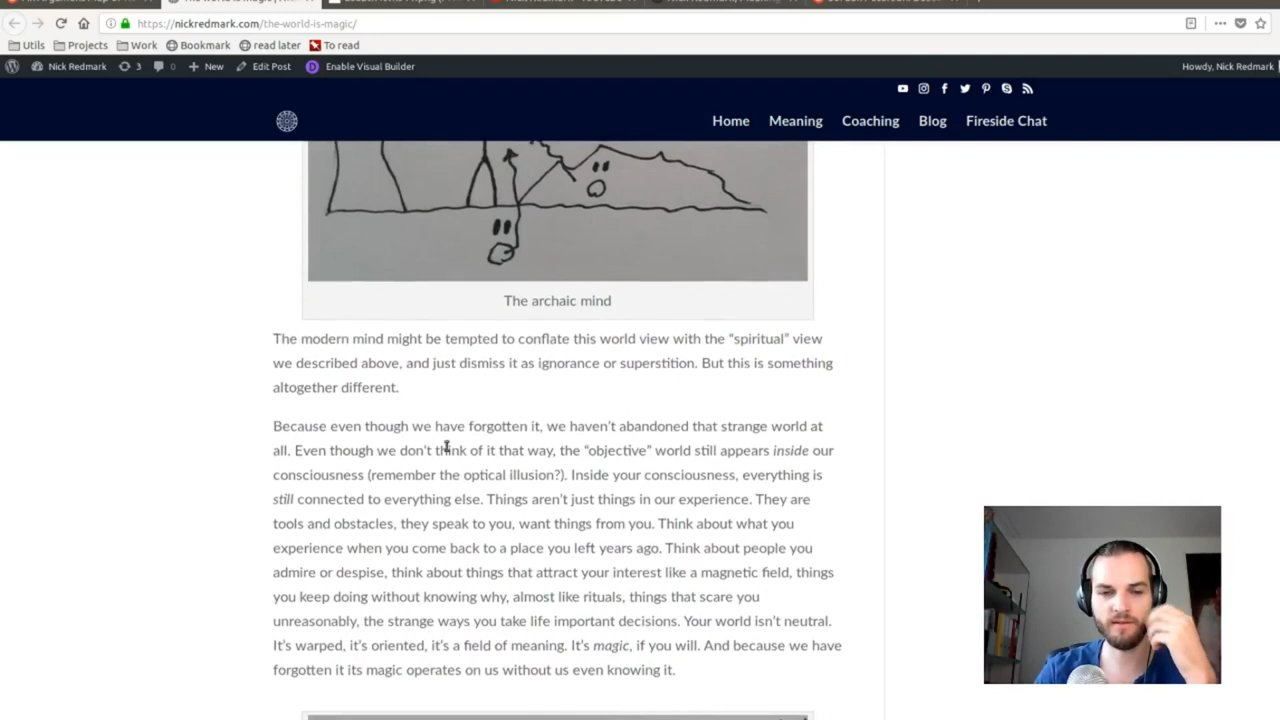 https://nickredmark.com/the-world-is-magic/
Utils Projects Work Bookmark read later To read
Nick Redmark 3 0 New Edit Post Enable Visual Builder Howdy, Nick Redmark
Home Meaning Coaching Blog Fireside Chat
The archaic mind
The modern mind might be tempted to conflate this world view with the “spiritual” view
we described above, and just dismiss it as ignorance or superstition. But this is something
altogether different.
Because even though we have forgotten it, we haven’t abandoned that strange world at
all. Even though we don’t think of it that way, the “objective” world still appears inside our
consciousness (remember the optical illusion?). Inside your consciousness, everything is
still connected to everything else. Things aren’t just things in our experience. They are
tools and obstacles, they speak to you, want things from you. Think about what you
experience when you come back to a place you left years ago. Think about people you
admire or despise, think about things that attract your interest like a magnetic field, things
you keep doing without knowing why, almost like rituals, things that scare you
unreasonably, the strange ways you take life important decisions. Your world isn’t neutral.
It’s warped, it’s oriented, it’s a field of meaning. It’s magic, if you will. And because we have
forgotten it its magic operates on us without us even knowing it.